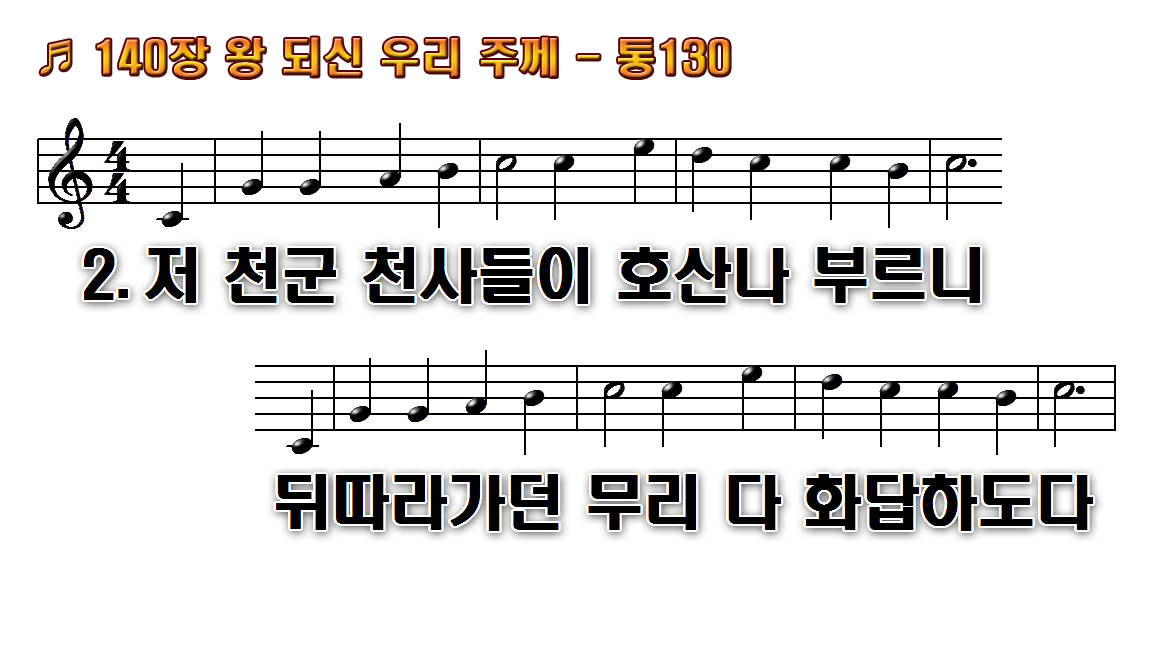 ♬ 140장 왕 되신 우리 주께 - 통130
2. 저 천군 천사들이 호산나 부르니
뒤따라가던 무리 다 화답하도다